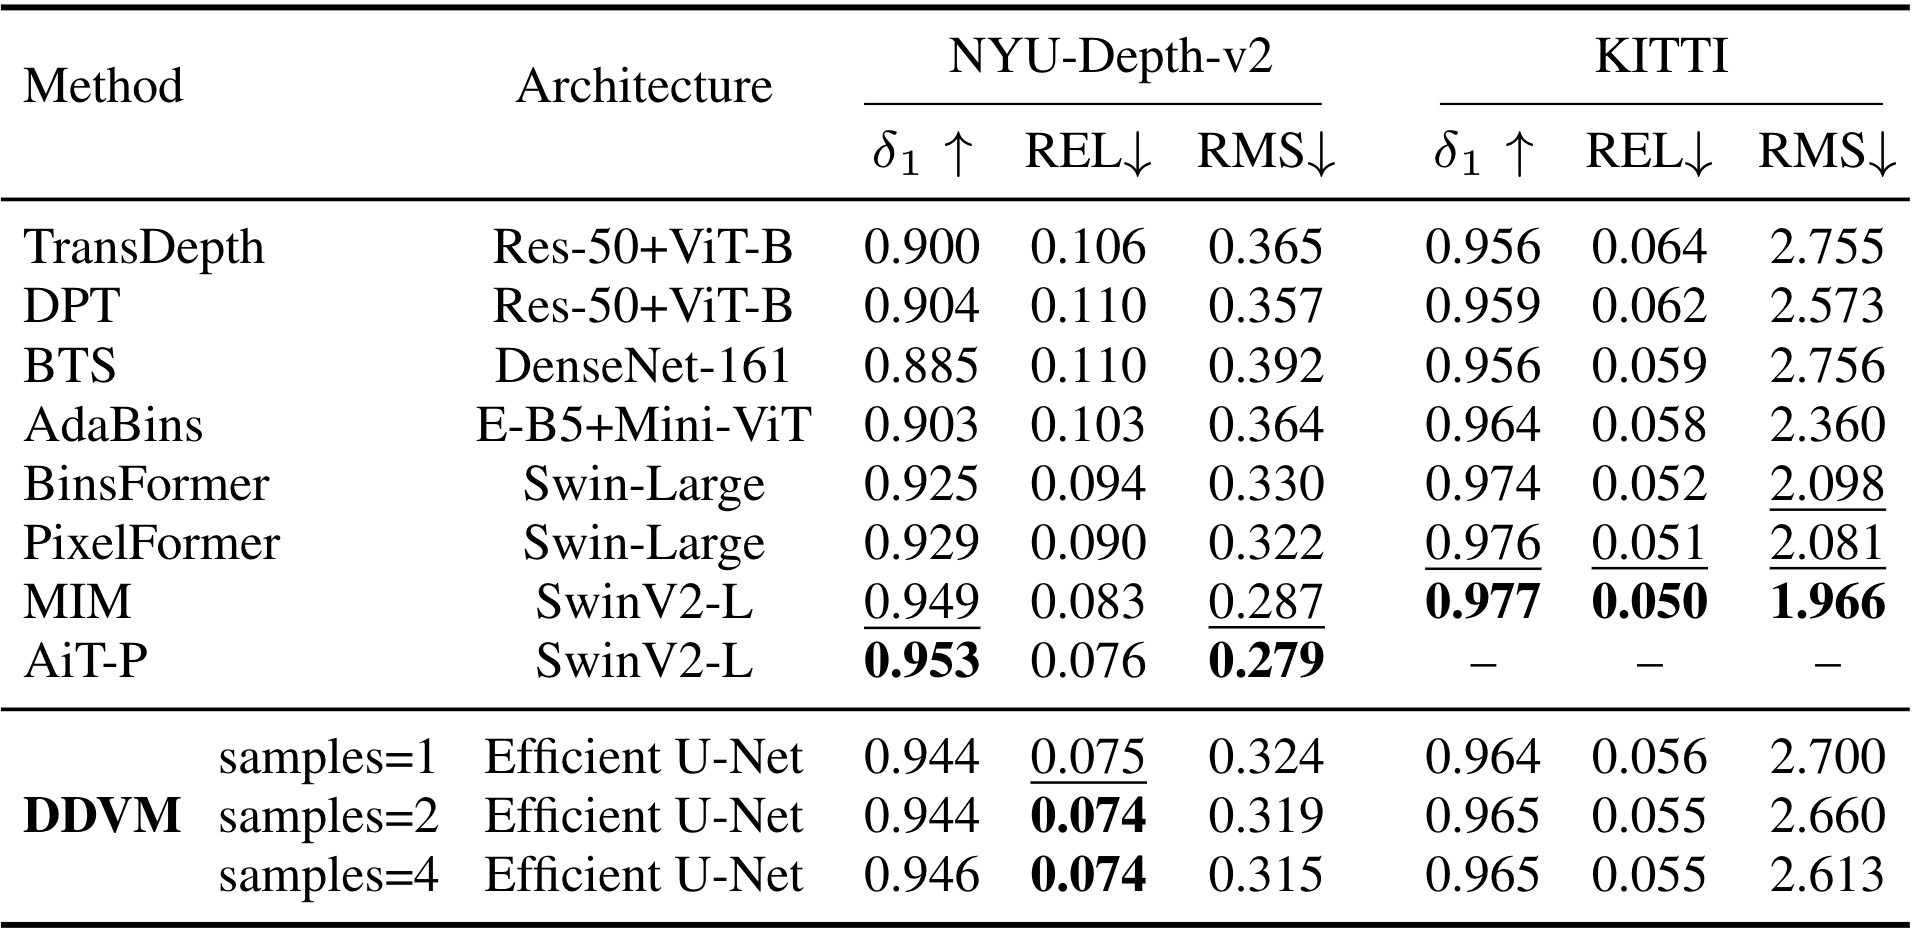 Method Architecture NYU-Depth-v2 KITTI
δ1 ↑ REL↓ RMS↓ δ1 ↑ REL↓ RMS↓
TransDepth Res-50+ViT-B 0.900 0.106 0.365 0.956 0.064 2.755
DPT Res-50+ViT-B 0.904 0.110 0.357 0.959 0.062 2.573
BTS DenseNet-161 0.885 0.110 0.392 0.956 0.059 2.756
AdaBins E-B5+Mini-ViT 0.903 0.103 0.364 0.964 0.058 2.360
BinsFormer Swin-Large 0.925 0.094 0.330 0.974 0.052 2.098
PixelFormer Swin-Large 0.929 0.090 0.322 0.976 0.051 2.081
MIM SwinV2-L 0.949 0.083 0.287 0.977 0.050 1.966
AiT-P SwinV2-L 0.953 0.076 0.279 – – –
samples=1 Efficient U-Net 0.944 0.075 0.324 0.964 0.056 2.700
DDVM samples=2 Efficient U-Net 0.944 0.074 0.319 0.965 0.055 2.660
samples=4 Efficient U-Net 0.946 0.074 0.315 0.965 0.055 2.613